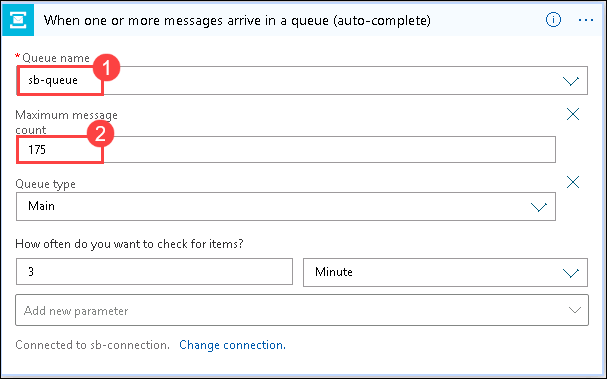 When one or more messages arrive in a queue (auto-complete)
* Queue name
1
sb-queue
Maximum message
count
2
175
Queue type
Main
How often do you want to check for items?
3 Minute
Add new parameter
Connected to sb-connection. Change connection.